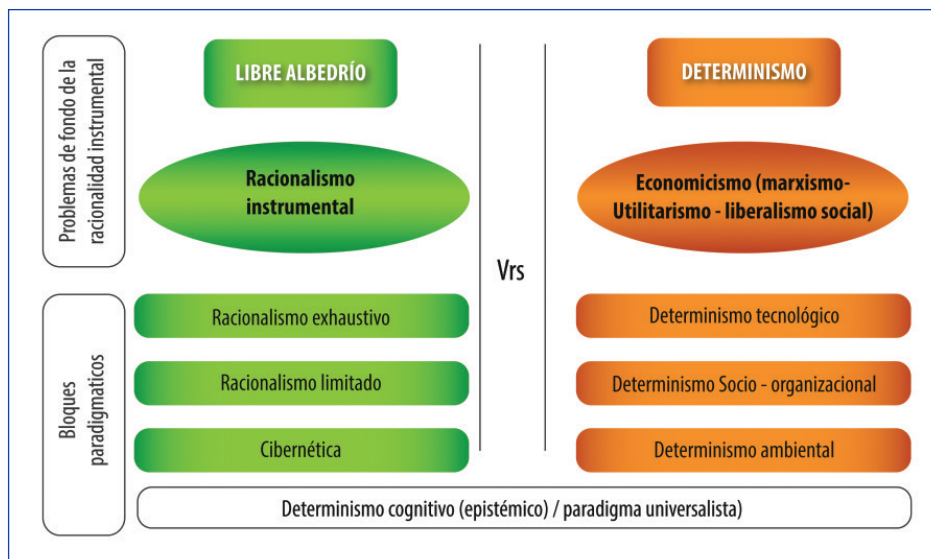 Problemas de fondo de la
racionalidad instrumental
LIBRE ALBEDRÍO
DETERMINISMO
Racionalismo
instrumental
Economicismo (marxismo-
Utilitarismo - liberalismo social)
Vrs
Bloques
paradigmaticos
Racionalismo exhaustivo
Determinismo tecnológico
Racionalismo limitado
Determinismo Socio - organizacional
Cibernética
Determinismo ambiental
Determinismo cognitivo (epistémico) / paradigma universalista)